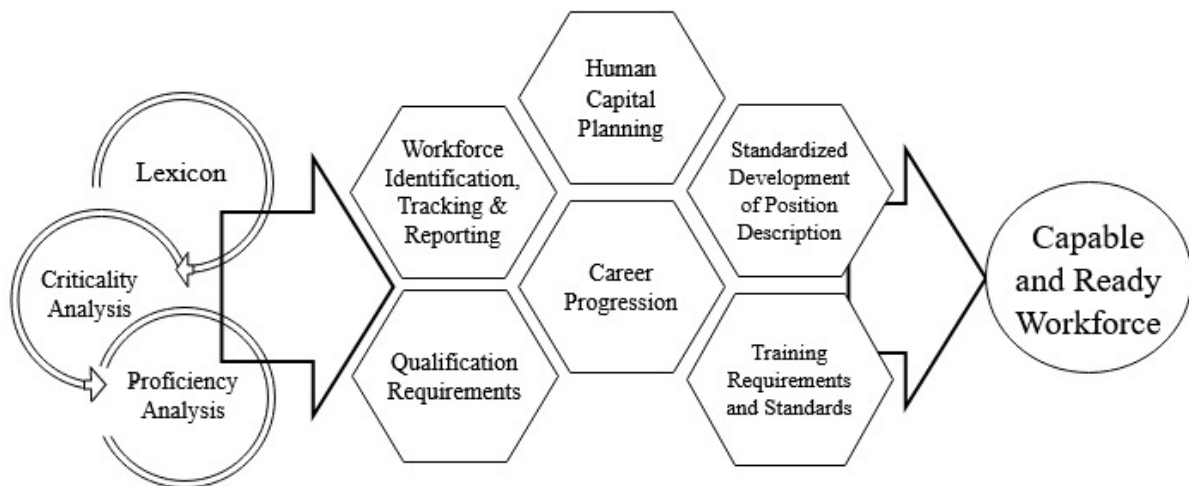 Lexicon
Criticality
Analysis
Proficiency
Analysis
Workforce
Identification,
Tracking &
Reporting
Qualification
Requirements
Human
Capital
Planning
Career
Progression
Standardized
Development
of Position
Description
Training
Requirements
and Standards
Capable
and Ready
Workforce